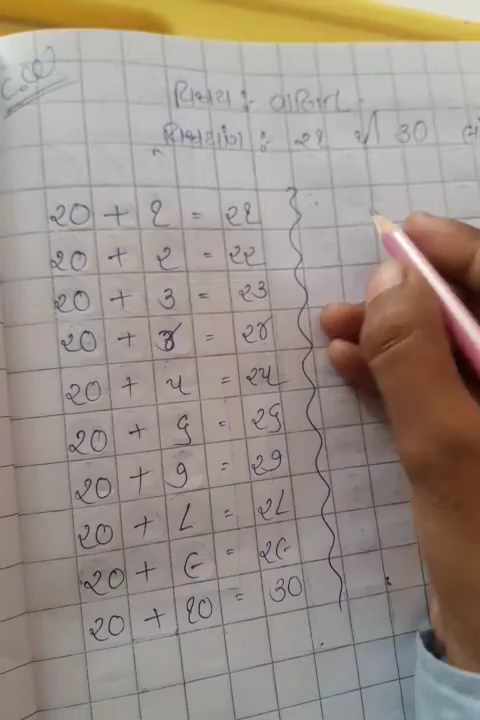 વિષય :- ગણિત
: ૨૧ થી ૩૦
૨૦ + ૧ = ૨૧
૨૦ + ૨ = ૨૨
૨૦ + ૩ = ૨૩
૨૦ + ૪ = ૨૪
૨૦ + ૫ = ૨૫
૨૦ + ૬ = ૨૬
૨૦ + ૭ = ૨૭
૨૦ + ૮ = ૨૮
૨૦ + ૯ = ૨૯
૨૦ + ૧૦ = ૩૦